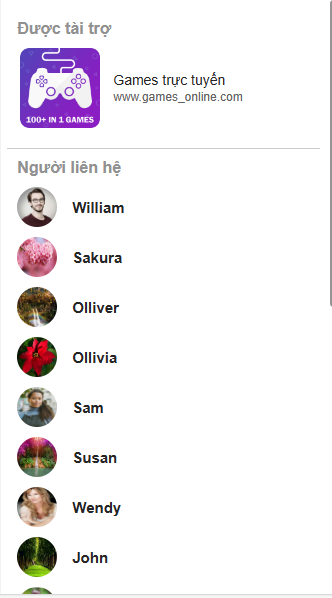 Được tài trợ
100+ IN 1 GAMES
Games trực tuyến
www.games_online.com
Người liên hệ
William
Sakura
Olliver
Ollivia
Sam
Susan
Wendy
John